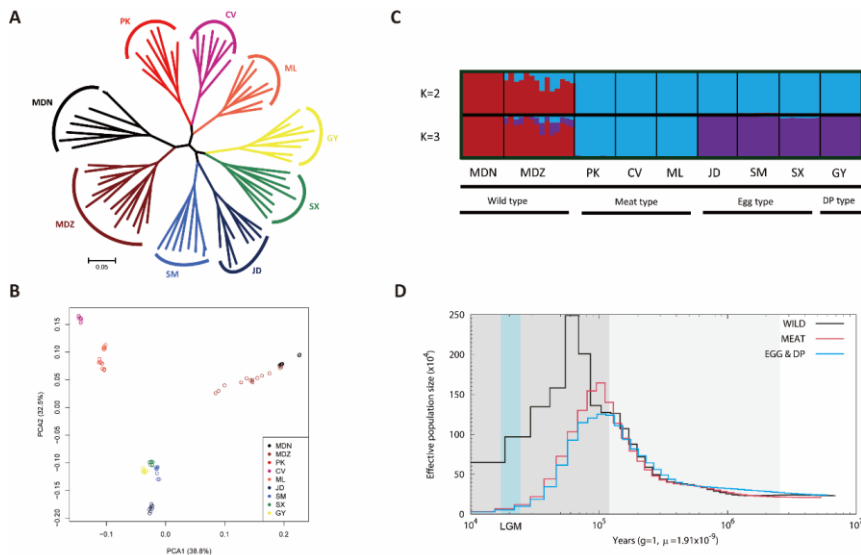 A
PK
CV
ML
MDN
GY
SX
MDZ
SM
JD
0.05
B
PCA2 (32.5%)
0.15
0.10
0.05
0.00
-0.05
-0.10
-0.15
-0.20
MDN
MDZ
PK
CV
ML
JD
SM
SX
GY
-0.1 0.0 0.1 0.2
PCA1 (38.8%)
C
K=2
K=3
MDN MDZ PK CV ML JD SM SX GY
Wild type Meat type Egg type DP type
D
Effective population size (x10⁴)
250
200
150
100
50
0
WILD
MEAT
EGG & DP
10⁴ LGM 10⁵ 10⁶ 10⁷
Years (g=1, μ=1.91x10⁻⁹)